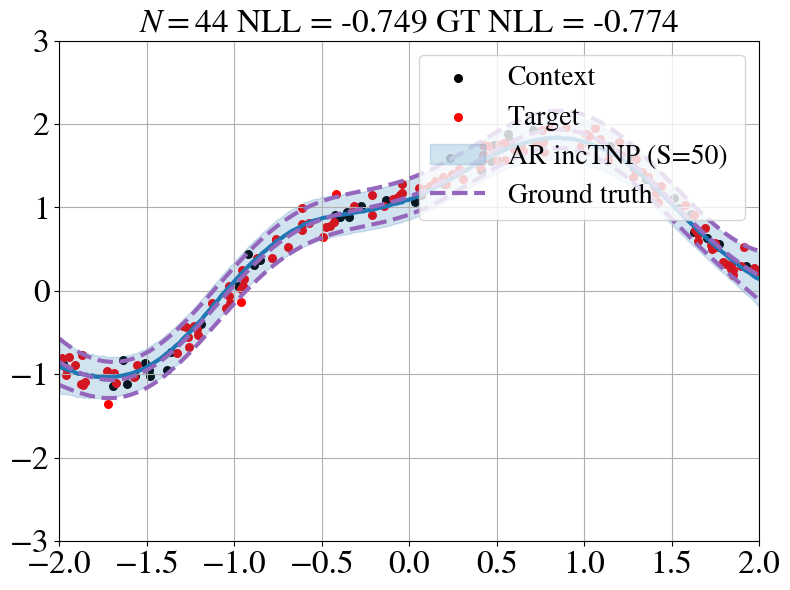 N = 44 NLL = -0.749 GT NLL = -0.774
Context
Target
AR incTNP (S=50)
Ground truth
3
2
1
0
−1
−2
−3
−2.0 −1.5 −1.0 −0.5 0.0 0.5 1.0 1.5 2.0